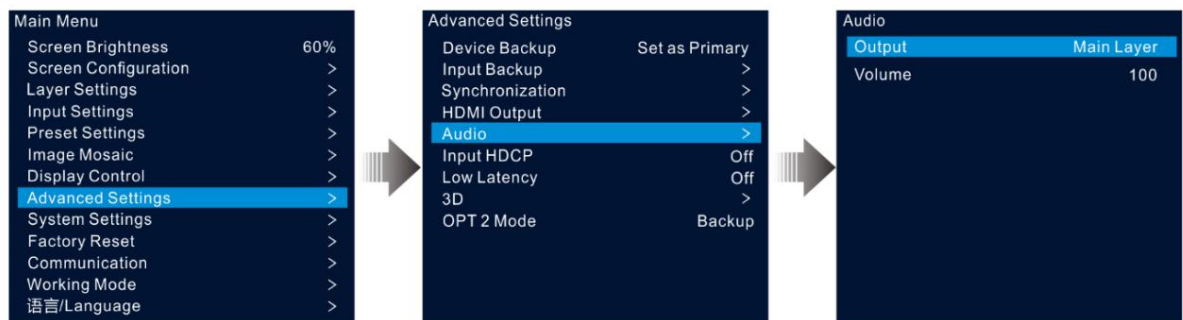 Main Menu
Screen Brightness 60%
Screen Configuration >
Layer Settings >
Input Settings >
Preset Settings >
Image Mosaic >
Display Control >
Advanced Settings >
System Settings >
Factory Reset >
Communication >
Working Mode >
语言/Language >
Advanced Settings
Device Backup Set as Primary
Input Backup >
Synchronization >
HDMI Output >
Audio >
Input HDCP Off
Low Latency Off
3D >
OPT 2 Mode Backup
Audio
Output Main Layer
Volume 100